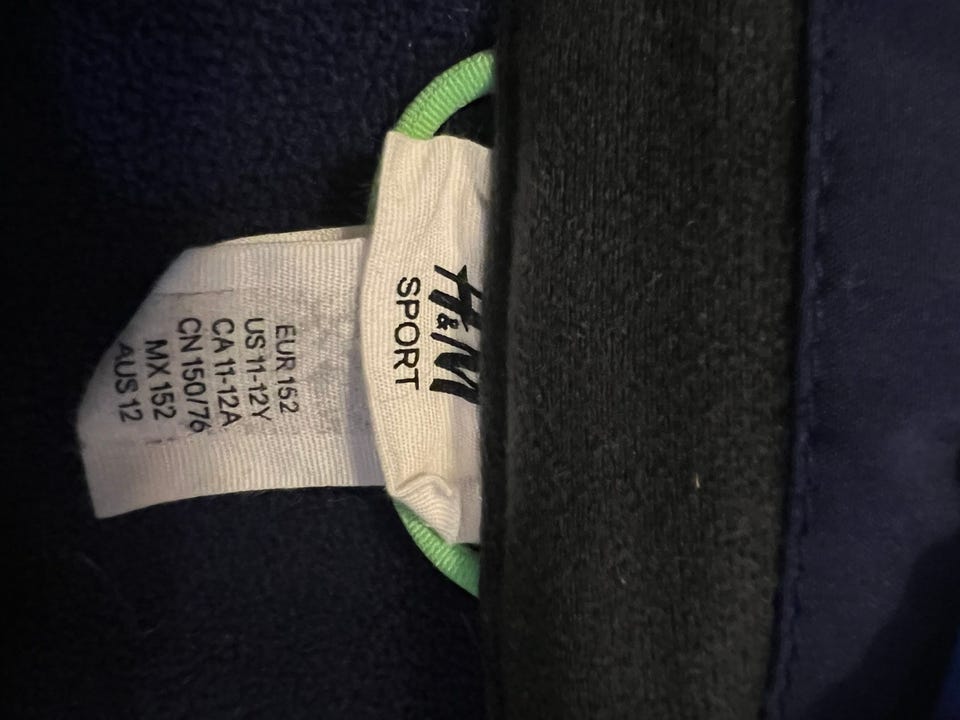 H&M
SPORT
EUR 152
US 11-12Y
CA 11-12A
CN 150/76
MX 152
AUS 12